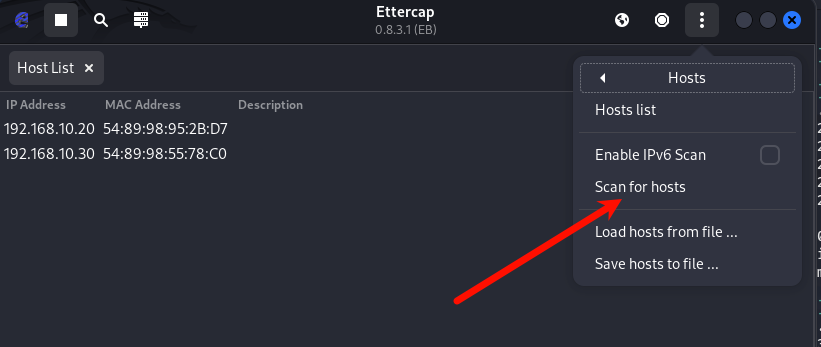 Ettercap
0.8.3.1 (EB)
Host List
Hosts
IP Address MAC Address Description
Hosts list
192.168.10.20 54:89:98:95:2B:D7
192.168.10.30 54:89:98:55:78:C0
Enable IPv6 Scan
Scan for hosts
Load hosts from file ...
Save hosts to file ...